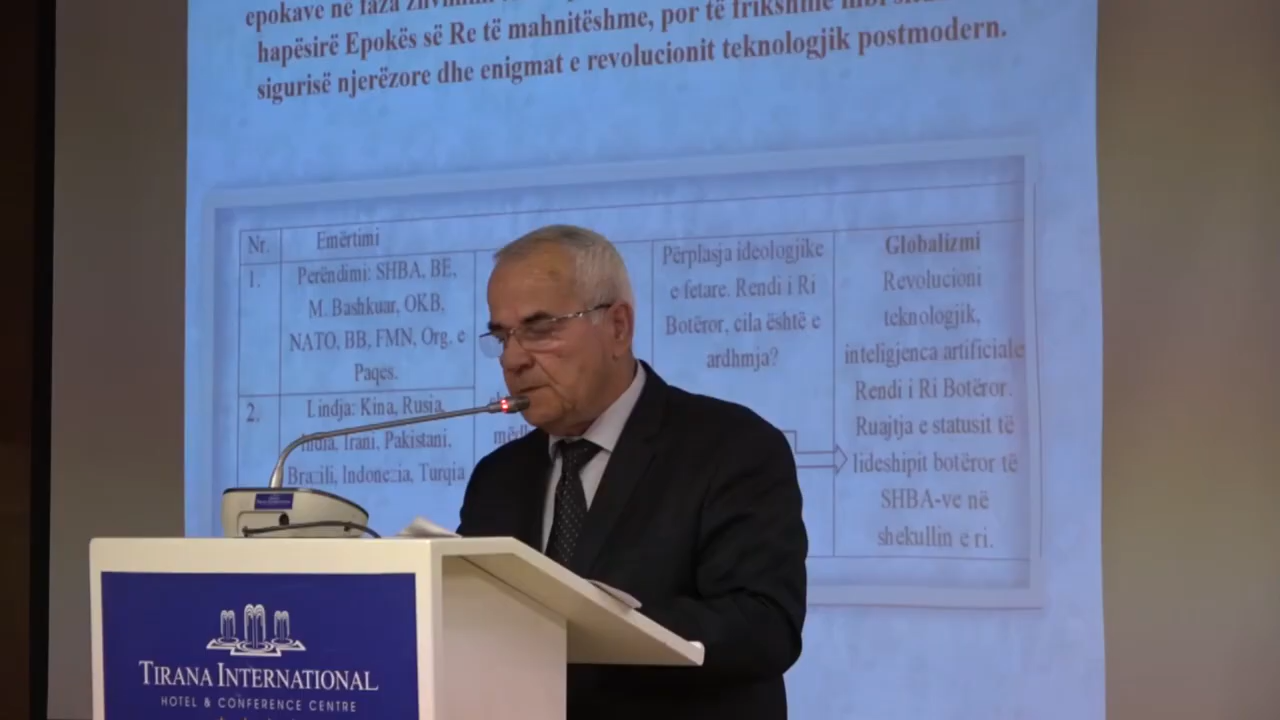 epokave në faza
hapësirë Epokës së Re të mahnitëshme, por të frikshme mbi
sigurisë njerëzore dhe enigmat e revolucionit teknologjik postmodern.
Nr.
Emërtimi
1.
Perëndimi: SHBA, BE,
M. Bashkuar, OKB,
NATO, BB, FMN, Org. e
Paqes.
2.
Lindja: Kina, Rusia,
India, Irani, Pakistani,
Brazili, Indonezia, Turqia
Përplasja ideologjike
e fetare. Rendi i Ri
Botëror, cila është e
ardhmja?
Globalizmi
Revolucioni
teknologjik,
inteligjenca artificiale
Rendi i Ri Botëror.
Ruajtja e statusit të
lideshipit botëror të
SHBA-ve në
shekullin e ri.
TIRANA INTERNATIONAL
HOTEL & CONFERENCE CENTRE